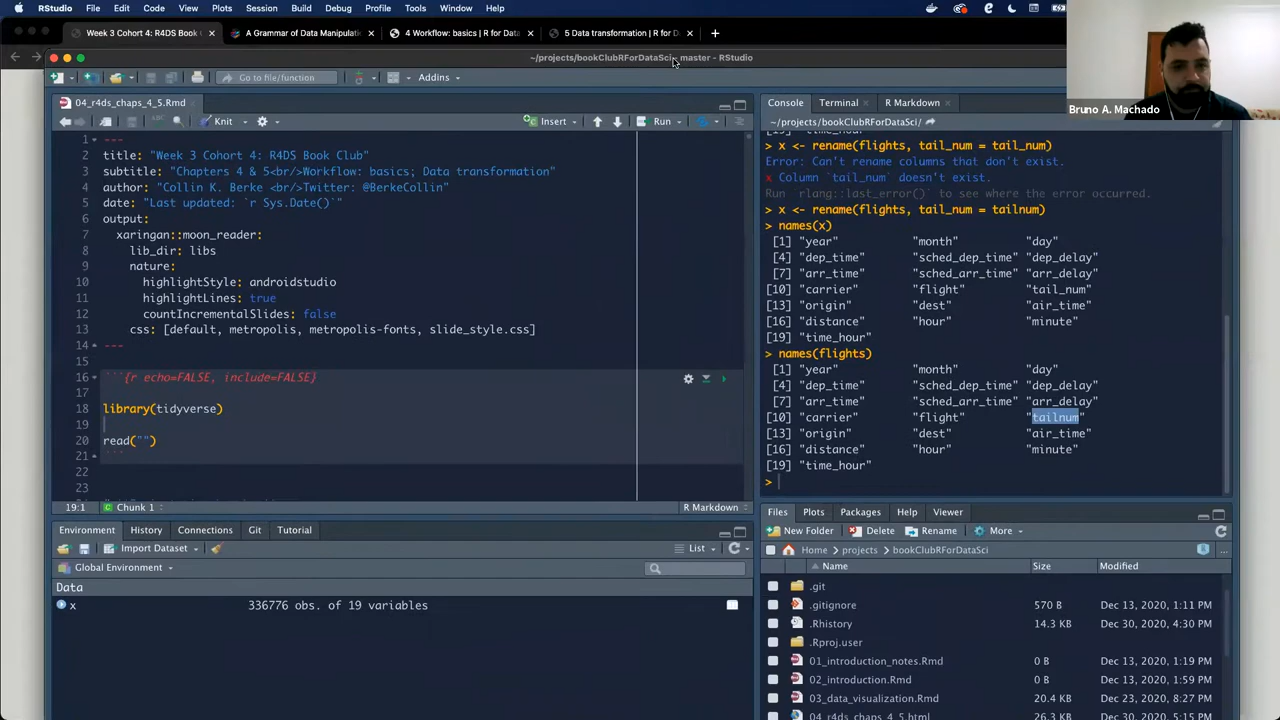 RStudio File Edit Code View Plots Session Build Debug Profile Tools Window Help
Week 3 Cohort 4: R4DS Book
A Grammar of Data Manipulati
4 Workflow: basics | R for Data
5 Data transformation | R for D
~/projects/bookClubRForDataSci - master - RStudio
Go to file/function
Addins
04_r4ds_chaps_4_5.Rmd
Knit
Insert
Run
1 ---
2 title: "Week 3 Cohort 4: R4DS Book Club"
3 subtitle: "Chapters 4 & 5<br/>Workflow: basics; Data transformation"
4 author: "Collin K. Berke <br/>Twitter: @BerkeCollin"
5 date: "Last updated: `r Sys.Date()`"
6 output:
7 xaringan::moon_reader:
8 lib_dir: libs
9 nature:
10 highlightStyle: androidstudio
11 highlightLines: true
12 countIncrementalSlides: false
13 css: [default, metropolis, metropolis-fonts, slide_style.css]
14 ---
15
16 ```{r echo=FALSE, include=FALSE}
17
18 library(tidyverse)
19
20 read("")
21 ```
22
23
19:1 Chunk 1 R Markdown
Environment History Connections Git Tutorial
Import Dataset List
Global Environment
Data
x 336776 obs. of 19 variables
Bruno A. Machado
Console Terminal R Markdown
~/projects/bookClubRForDataSci/
[19] "time_hour"
> x <- rename(flights, tail_num = tail_num)
Error: Can't rename columns that don't exist.
x Column `tail_num` doesn't exist.
Run `rlang::last_error()` to see where the error occurred.
> x <- rename(flights, tail_num = tailnum)
> names(x)
[1] "year" "month" "day"
[4] "dep_time" "sched_dep_time" "dep_delay"
[7] "arr_time" "sched_arr_time" "arr_delay"
[10] "carrier" "flight" "tail_num"
[13] "origin" "dest" "air_time"
[16] "distance" "hour" "minute"
[19] "time_hour"
> names(flights)
[1] "year" "month" "day"
[4] "dep_time" "sched_dep_time" "dep_delay"
[7] "arr_time" "sched_arr_time" "arr_delay"
[10] "carrier" "flight" "tailnum"
[13] "origin" "dest" "air_time"
[16] "distance" "hour" "minute"
[19] "time_hour"
>
Files Plots Packages Help Viewer
New Folder Delete Rename More
Home projects bookClubRForDataSci
Name Size Modified
.git
.gitignore 570 B Dec 13, 2020, 1:11 PM
.Rhistory 14.3 KB Dec 30, 2020, 4:30 PM
.Rproj.user
01_introduction_notes.Rmd 0 B Dec 13, 2020, 1:19 PM
02_introduction.Rmd 0 B Dec 13, 2020, 1:59 PM
03_data_visualization.Rmd 20.4 KB Dec 23, 2020, 8:27 PM
04_r4ds_chaps_4_5.html 26.3 KB Dec 30, 2020, 5:15 PM